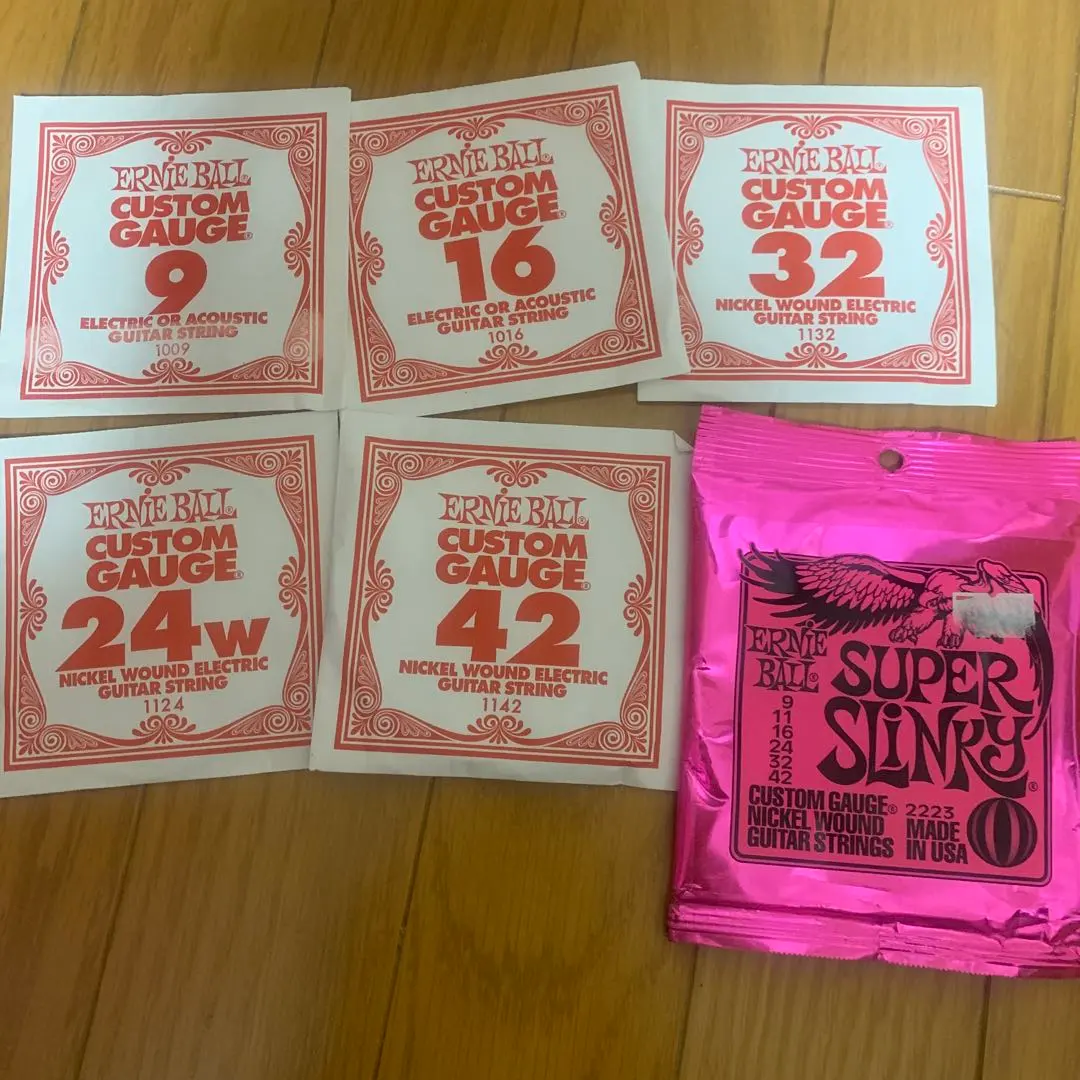 ERNIE BALL®
CUSTOM
GAUGE®
9
ELECTRIC OR ACOUSTIC
GUITAR STRING
1009
ERNIE BALL®
CUSTOM
GAUGE®
16
ELECTRIC OR ACOUSTIC
GUITAR STRING
1016
ERNIE BALL®
CUSTOM
GAUGE®
32
NICKEL WOUND ELECTRIC
GUITAR STRING
1132
ERNIE BALL®
CUSTOM
GAUGE®
24w
NICKEL WOUND ELECTRIC
GUITAR STRING
1124
ERNIE BALL®
CUSTOM
GAUGE®
42
NICKEL WOUND ELECTRIC
GUITAR STRING
1142
ERNIE
BALL®
SUPER
SLINKY®
9
11
16
24
32
42
CUSTOM GAUGE®
NICKEL WOUND
GUITAR STRINGS
2223
MADE
IN USA